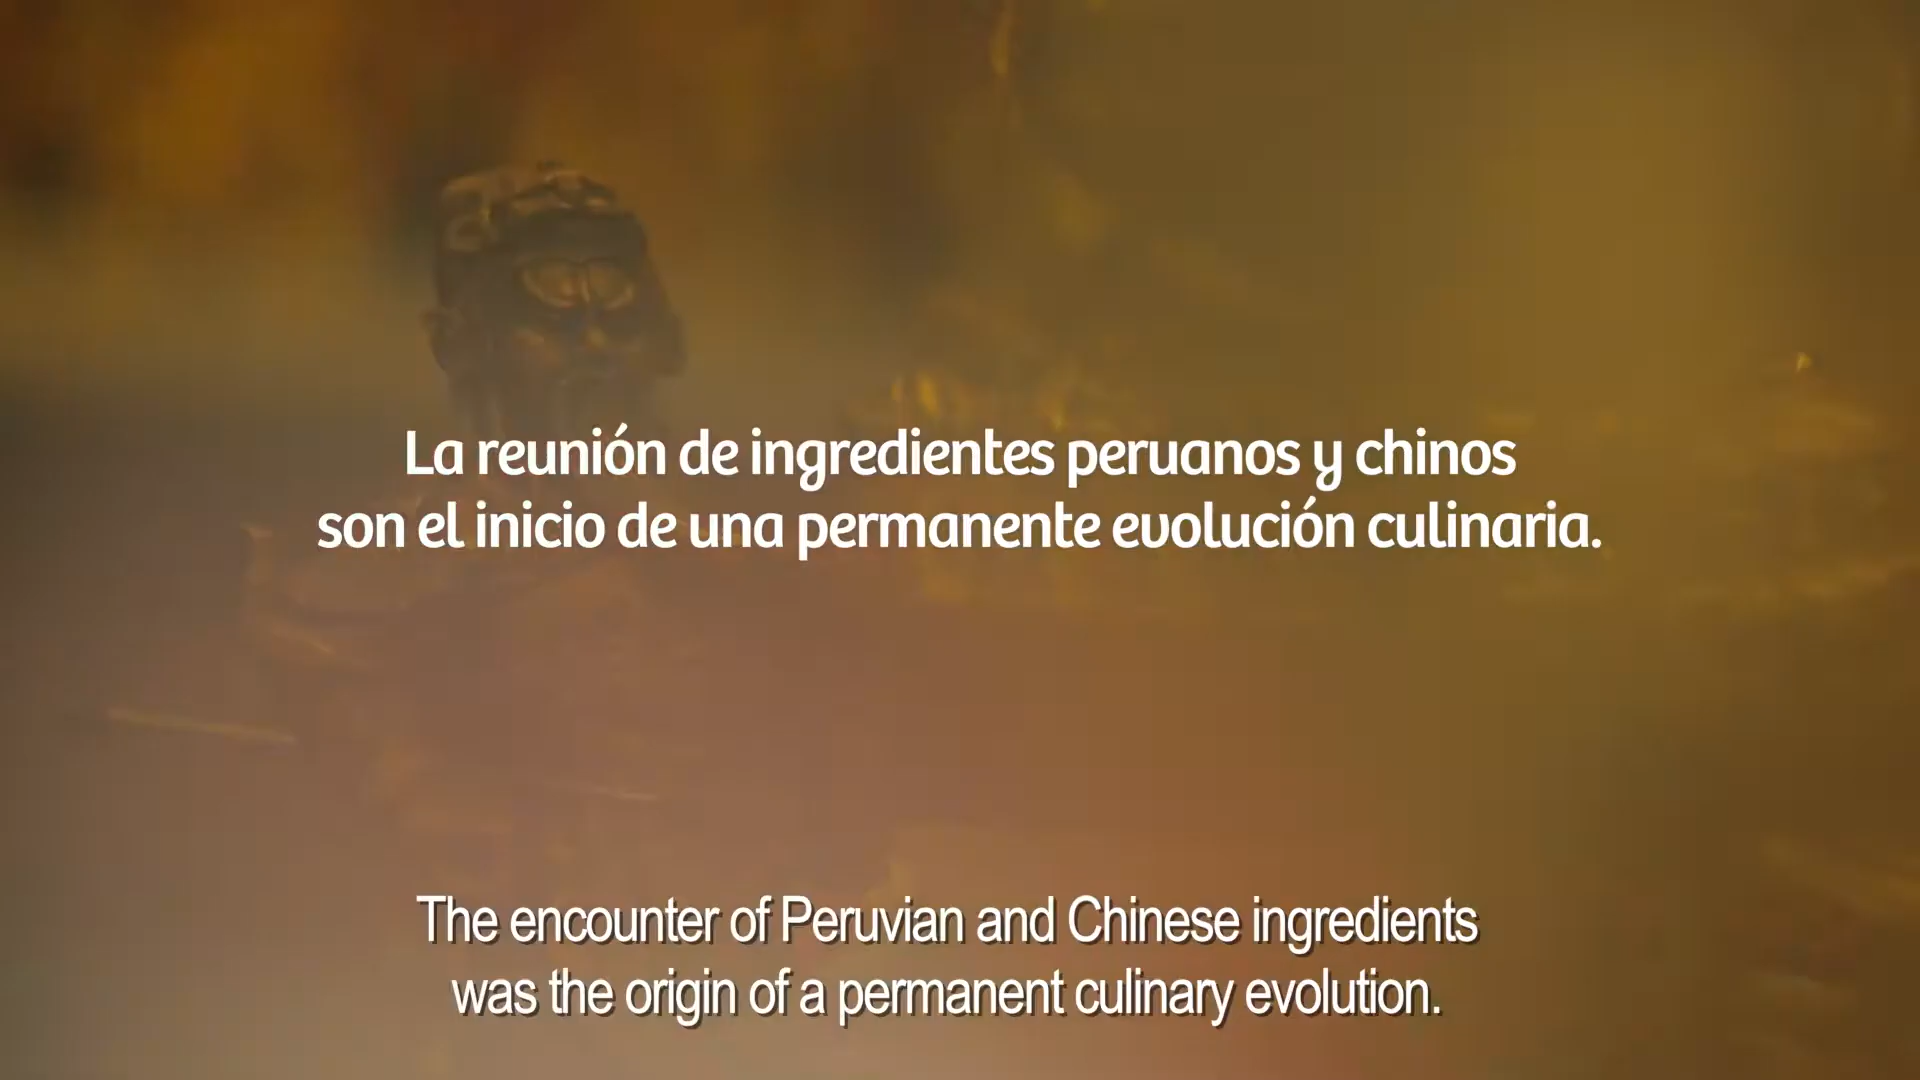 La reunión de ingredientes peruanos y chinos
son el inicio de una permanente evolución culinaria.
The encounter of Peruvian and Chinese ingredients
was the origin of a permanent culinary evolution.